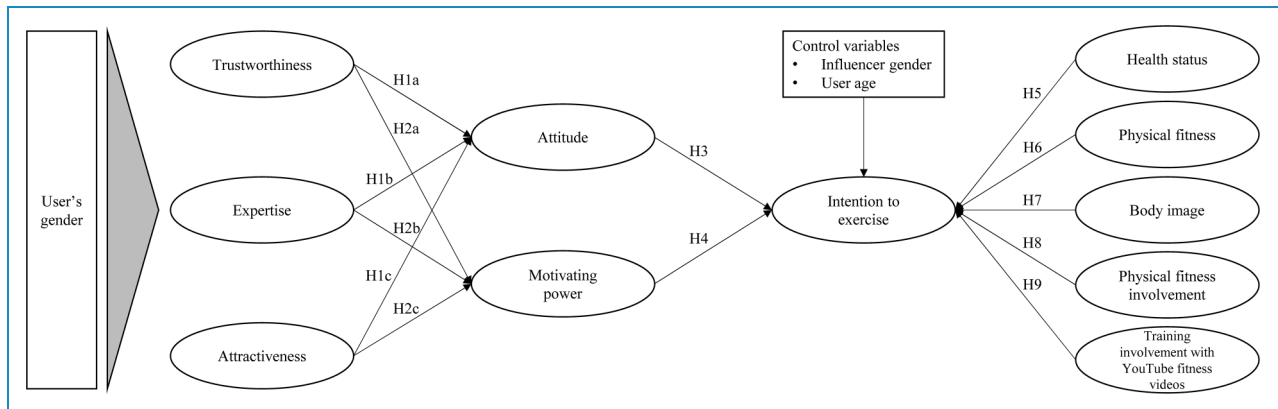 User's
gender
Trustworthiness
Expertise
Attractiveness
H1a
H2a
H1b
H2b
H1c
H2c
Attitude
Motivating
power
H3
H4
Control variables
• Influencer gender
• User age
Intention to
exercise
H5
H6
H7
H8
H9
Health status
Physical fitness
Body image
Physical fitness
involvement
Training
involvement with
YouTube fitness
videos